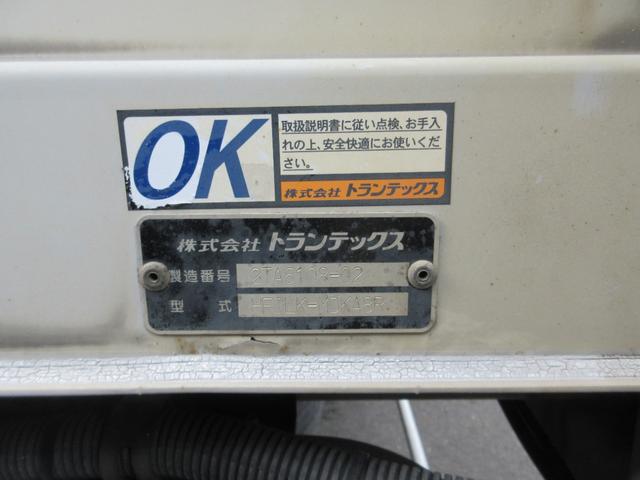 OK
取扱説明書に従い点検、お手入
れの上、安全快適にお使いくだ
さい。
株式会社 トランテックス
株式会社 トランテックス
製造番号
型 式